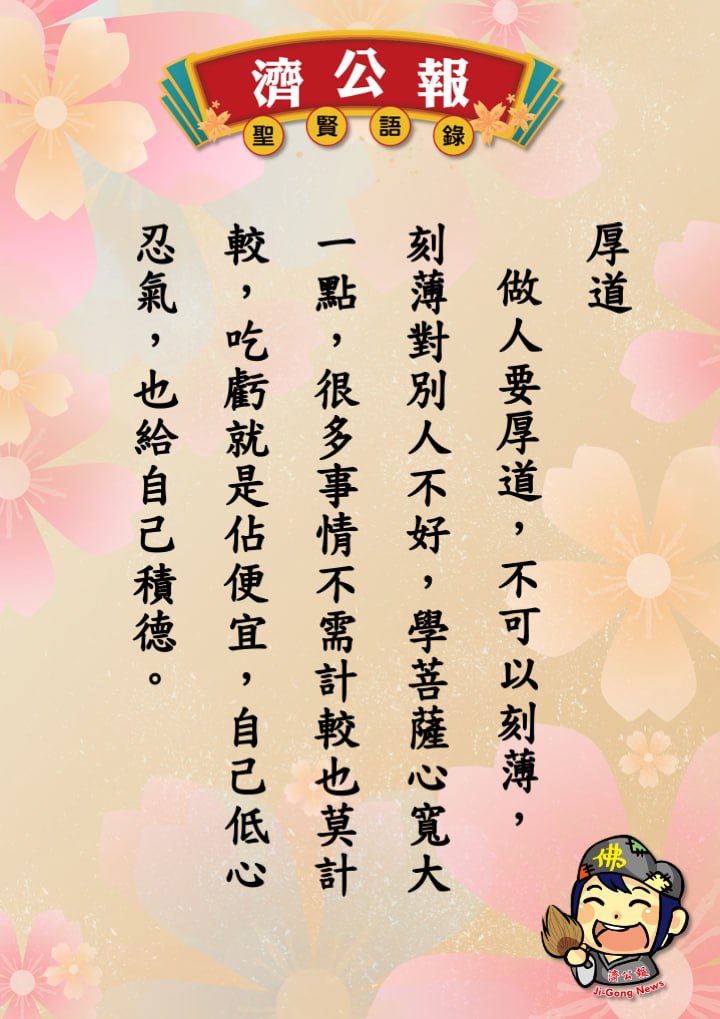 濟公報
聖賢語錄
厚道
做人要厚道，不可以刻薄，
刻薄對別人不好，學菩薩心寬大
一點，很多事情不需計較也莫計
較，吃虧就是佔便宜，自己低心
忍氣，也給自己積德。
佛
濟公報
Ji-Gong News